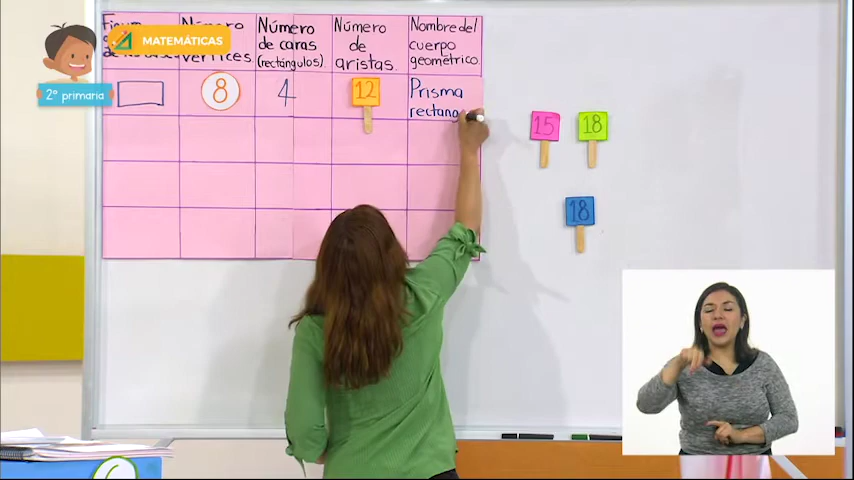 MATEMÁTICAS
2° primaria
Número
vértices
Número
de caras
(rectángulos)
Número
de
aristas.
Nombre del
cuerpo
geométrico.
8
4
12
Prisma
rectang
15
18
18